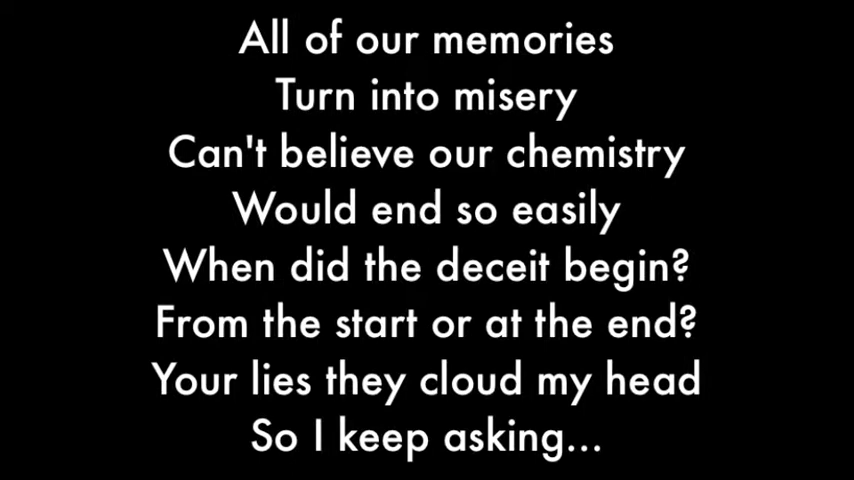 All of our memories
Turn into misery
Can't believe our chemistry
Would end so easily
When did the deceit begin?
From the start or at the end?
Your lies they cloud my head
So I keep asking...